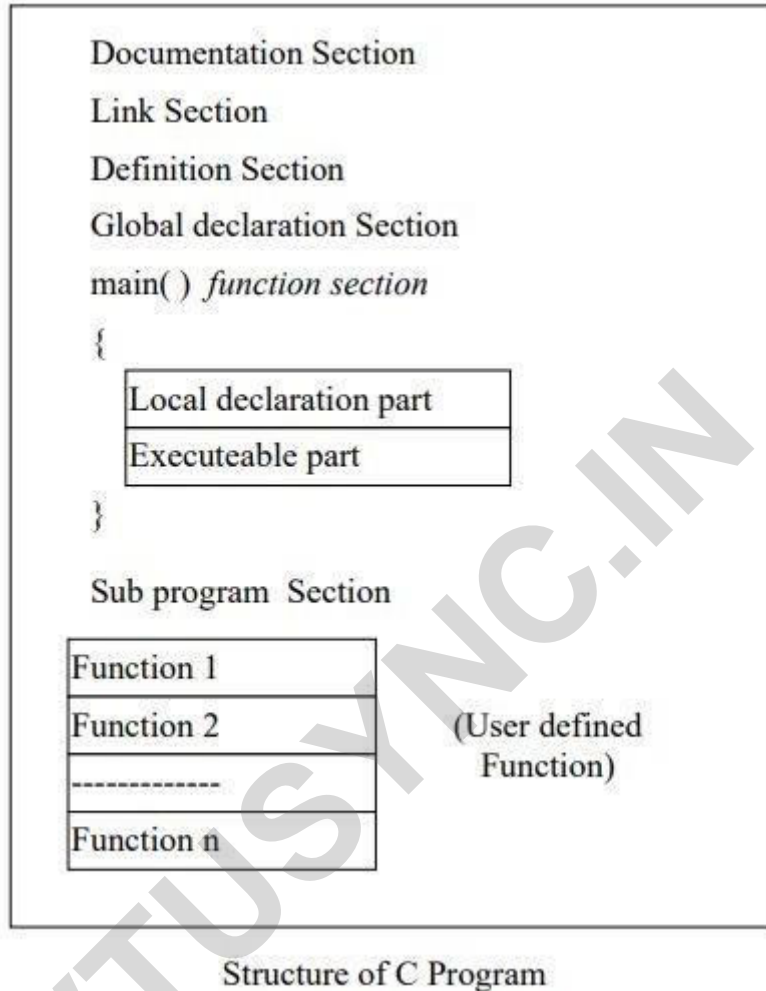 Documentation Section
Link Section
Definition Section
Global declaration Section
main( ) function section
{
Local declaration part
Executeable part
}
Sub program Section
Function 1
Function 2
(User defined
Function)
-------------
Function n
Structure of C Program
TUSYNC.IN